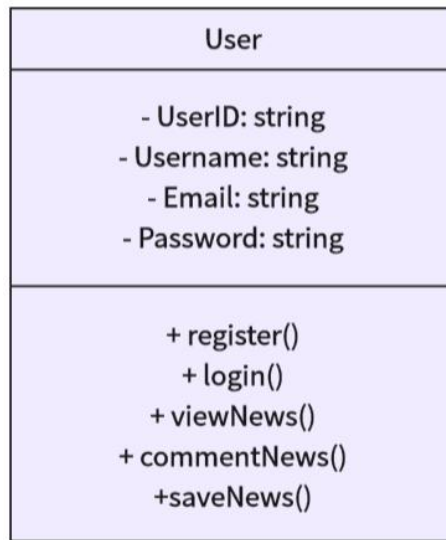 User
- UserID: string
- Username: string
- Email: string
- Password: string
+ register()
+ login()
+ viewNews()
+ commentNews()
+saveNews()